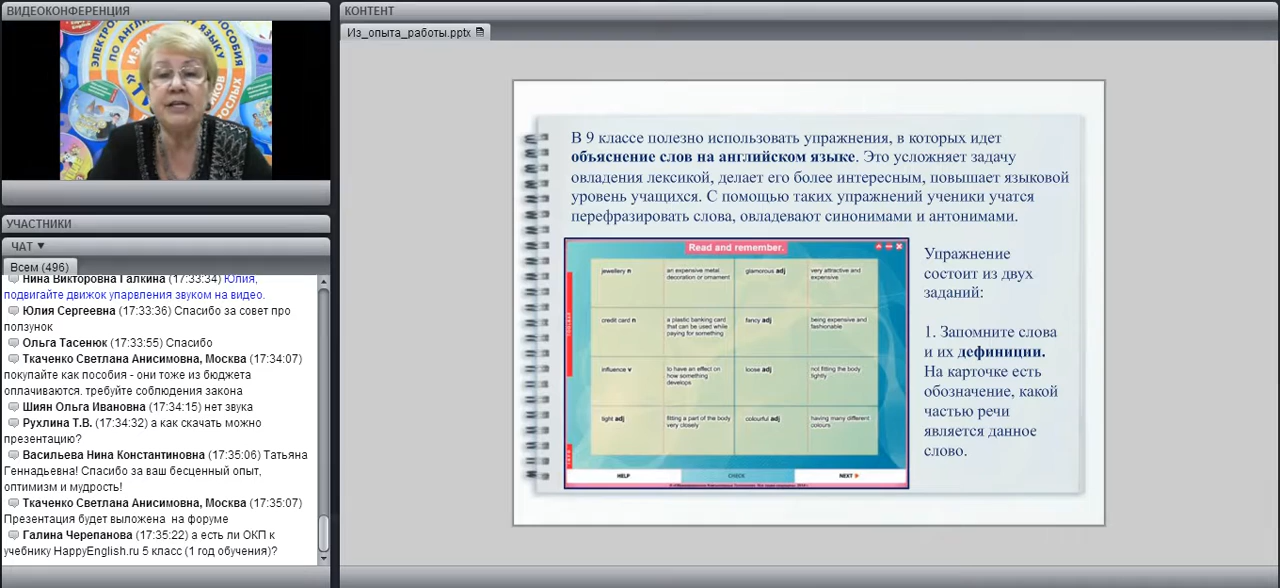 ВИДЕОКОНФЕРЕНЦИЯ
ЭЛЕКТРОН
ПОСОБИЯ
ПО АНГЛИЙСКОМУ ЯЗЫКУ
УЧАСТНИКИ
ЧАТ
Всем (496)
Нина Викторовна Галкина (17:33:34) Юлия,
подвигайте движок упарвления звуком на видео.
Юлия Сергеевна (17:33:36) Спасибо за совет про
ползунок
Ольга Тасенюк (17:33:55) Спасибо
Ткаченко Светлана Анисимовна, Москва (17:34:07)
покупайте как пособия - они тоже из бюджета
оплачиваются. требуйте соблюдения закона
Шиян Ольга Ивановна (17:34:15) нет звука
Рухлина Т.В. (17:34:32) а как скачать можно
презентацию?
Васильева Нина Константиновна (17:35:06) Татьяна
Геннадьевна! Спасибо за ваш бесценный опыт,
оптимизм и мудрость!
Ткаченко Светлана Анисимовна, Москва (17:35:07)
Презентация будет выложена на форуме
Галина Черепанова (17:35:22) а есть ли ОКП к
учебнику HappyEnglish.ru 5 класс (1 год обучения)?
КОНТЕНТ
Из_опыта_работы.pptx
В 9 классе полезно использовать упражнения, в которых идет
объяснение слов на английском языке. Это усложняет задачу
овладения лексикой, делает его более интересным, повышает языковой
уровень учащихся. С помощью таких упражнений ученики учатся
перефразировать слова, овладевают синонимами и антонимами.
Read and remember.
jewellery n
an expensive metal
decoration or ornament
glamorous adj
very attractive and
expensive
credit card n
a plastic banking card
that can be used while
paying for something
fancy adj
being expensive and
fashionable
influence v
to have an effect on
how something
develops
loose adj
not fitting the body
tightly
tight adj
fitting a part of the body
very closely
colourful adj
having many different
colours
HELP
CHECK
NEXT
Упражнение
состоит из двух
заданий:
1. Запомните слова
и их дефиниции.
На карточке есть
обозначение, какой
частью речи
является данное
слово.